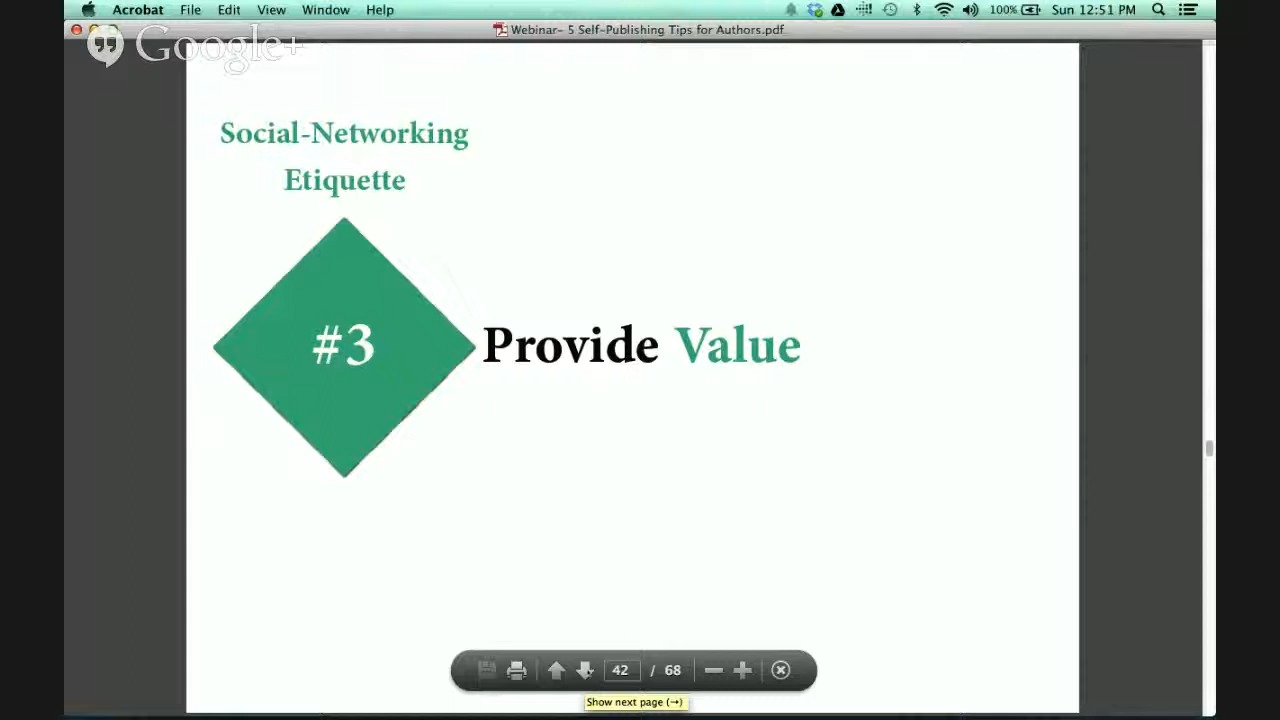 Acrobat File Edit View Window Help 100% Sun 12:51 PM
Webinar- 5 Self-Publishing Tips for Authors.pdf
Google+
Social-Networking
Etiquette
#3
Provide Value
42 / 68
Show next page (→)